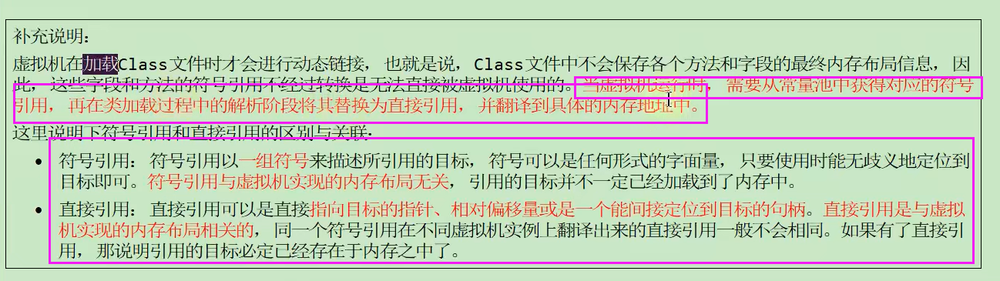 补充说明：
虚拟机在加载Class文件时才会进行动态链接，也就是说，Class文件中不会保存各个方法和字段的最终内存布局信息，因
此，这些字段和方法的符号引用不经过转换是无法直接被虚拟机使用的。当虚拟机运行时，需要从常量池中获得对应的符号
引用，再在类加载过程中的解析阶段将其替换为直接引用，并翻译到具体的内存地址中。
这里说明下符号引用和直接引用的区别与关联：
• 符号引用：符号引用以一组符号来描述所引用的目标，符号可以是任何形式的字面量，只要使用时能无歧义地定位到
目标即可。符号引用与虚拟机实现的内存布局无关，引用的目标并不一定已经加载到了内存中。
• 直接引用：直接引用可以是直接指向目标的指针、相对偏移量或是一个能间接定位到目标的句柄。直接引用是与虚拟
机实现的内存布局相关的，同一个符号引用在不同虚拟机实例上翻译出来的直接引用一般不会相同。如果有了直接引
用，那说明引用的目标必定已经存在于内存之中了。